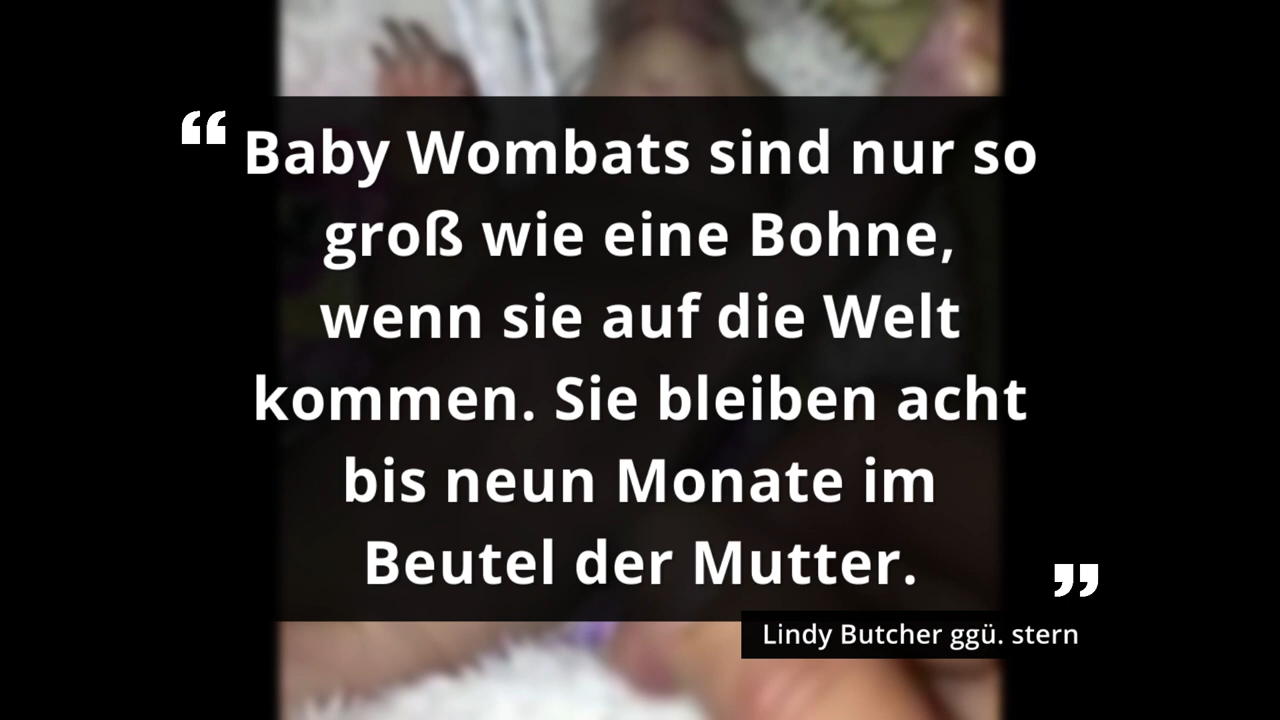 “ Baby Wombats sind nur so
groß wie eine Bohne,
wenn sie auf die Welt
kommen. Sie bleiben acht
bis neun Monate im
Beutel der Mutter. ”
Lindy Butcher ggü. stern